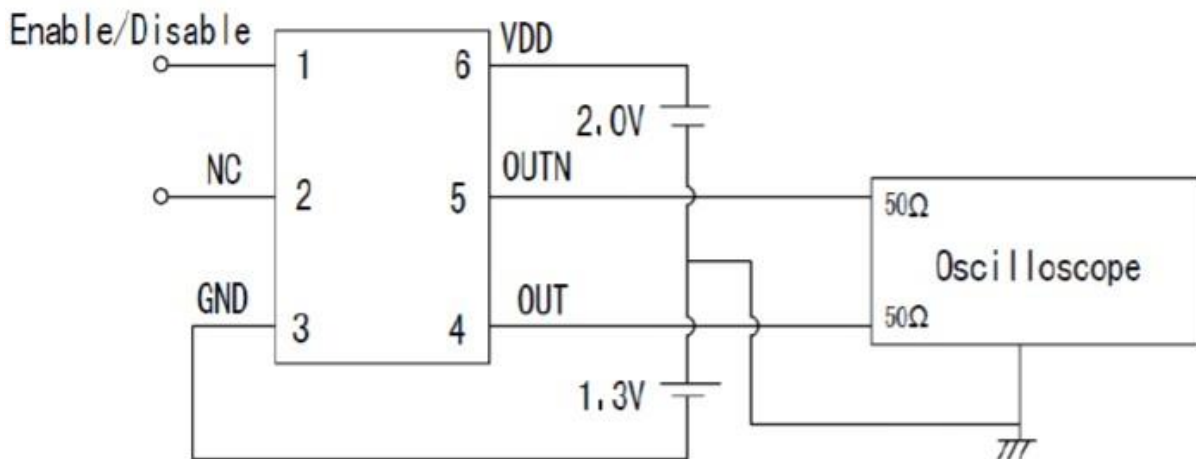 Enable/Disable
1
6
VDD
2.0V
NC
2
5
OUTN
50Ω
Oscilloscope
GND
3
4
OUT
50Ω
1.3V